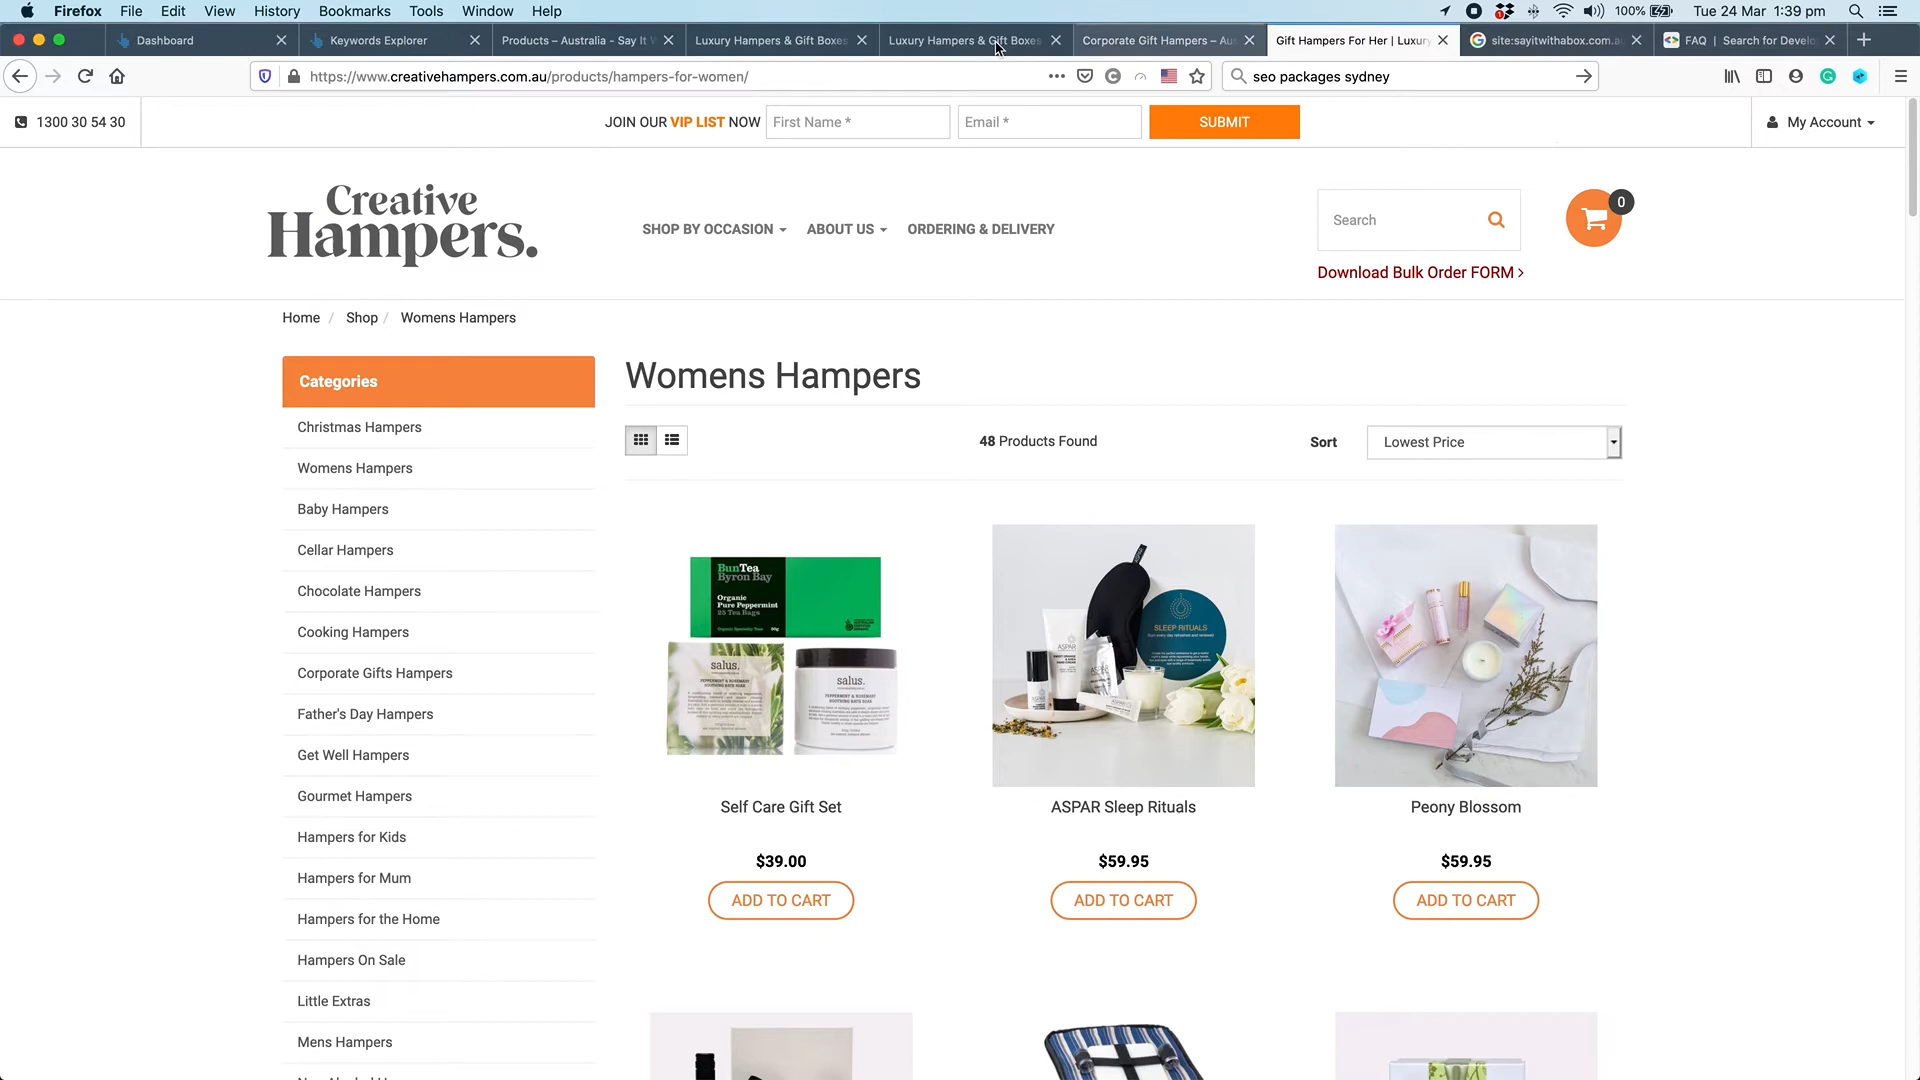 Firefox File Edit View History Bookmarks Tools Window Help 100% Tue 24 Mar 1:39 pm
Dashboard Keywords Explorer Products – Australia - Say It W Luxury Hampers & Gift Boxes Luxury Hampers & Gift Boxes Corporate Gift Hampers – Aus Gift Hampers For Her | Luxury site:sayitwithabox.com.a FAQ | Search for Develo
https://www.creativehampers.com.au/products/hampers-for-women/ seo packages sydney
1300 30 54 30 JOIN OUR VIP LIST NOW First Name * Email * SUBMIT My Account
Creative
Hampers.
SHOP BY OCCASION ABOUT US ORDERING & DELIVERY
Search
0
Download Bulk Order FORM >
Home / Shop / Womens Hampers
Categories
Christmas Hampers
Womens Hampers
Baby Hampers
Cellar Hampers
Chocolate Hampers
Cooking Hampers
Corporate Gifts Hampers
Father's Day Hampers
Get Well Hampers
Gourmet Hampers
Hampers for Kids
Hampers for Mum
Hampers for the Home
Hampers On Sale
Little Extras
Mens Hampers
Womens Hampers
48 Products Found
Sort Lowest Price
BunTea
Byron Bay
Organic
Pure Peppermint
25 Tea Bags
salus.
PEPPERMINT & ROSEMARY
SOOTHING BATH SOAK
salus.
PEPPERMINT & ROSEMARY
SOOTHING BATH SOAK
Self Care Gift Set
$39.00
ADD TO CART
SLEEP RITUALS
ASPAR
ASPAR Sleep Rituals
$59.95
ADD TO CART
Peony Blossom
$59.95
ADD TO CART